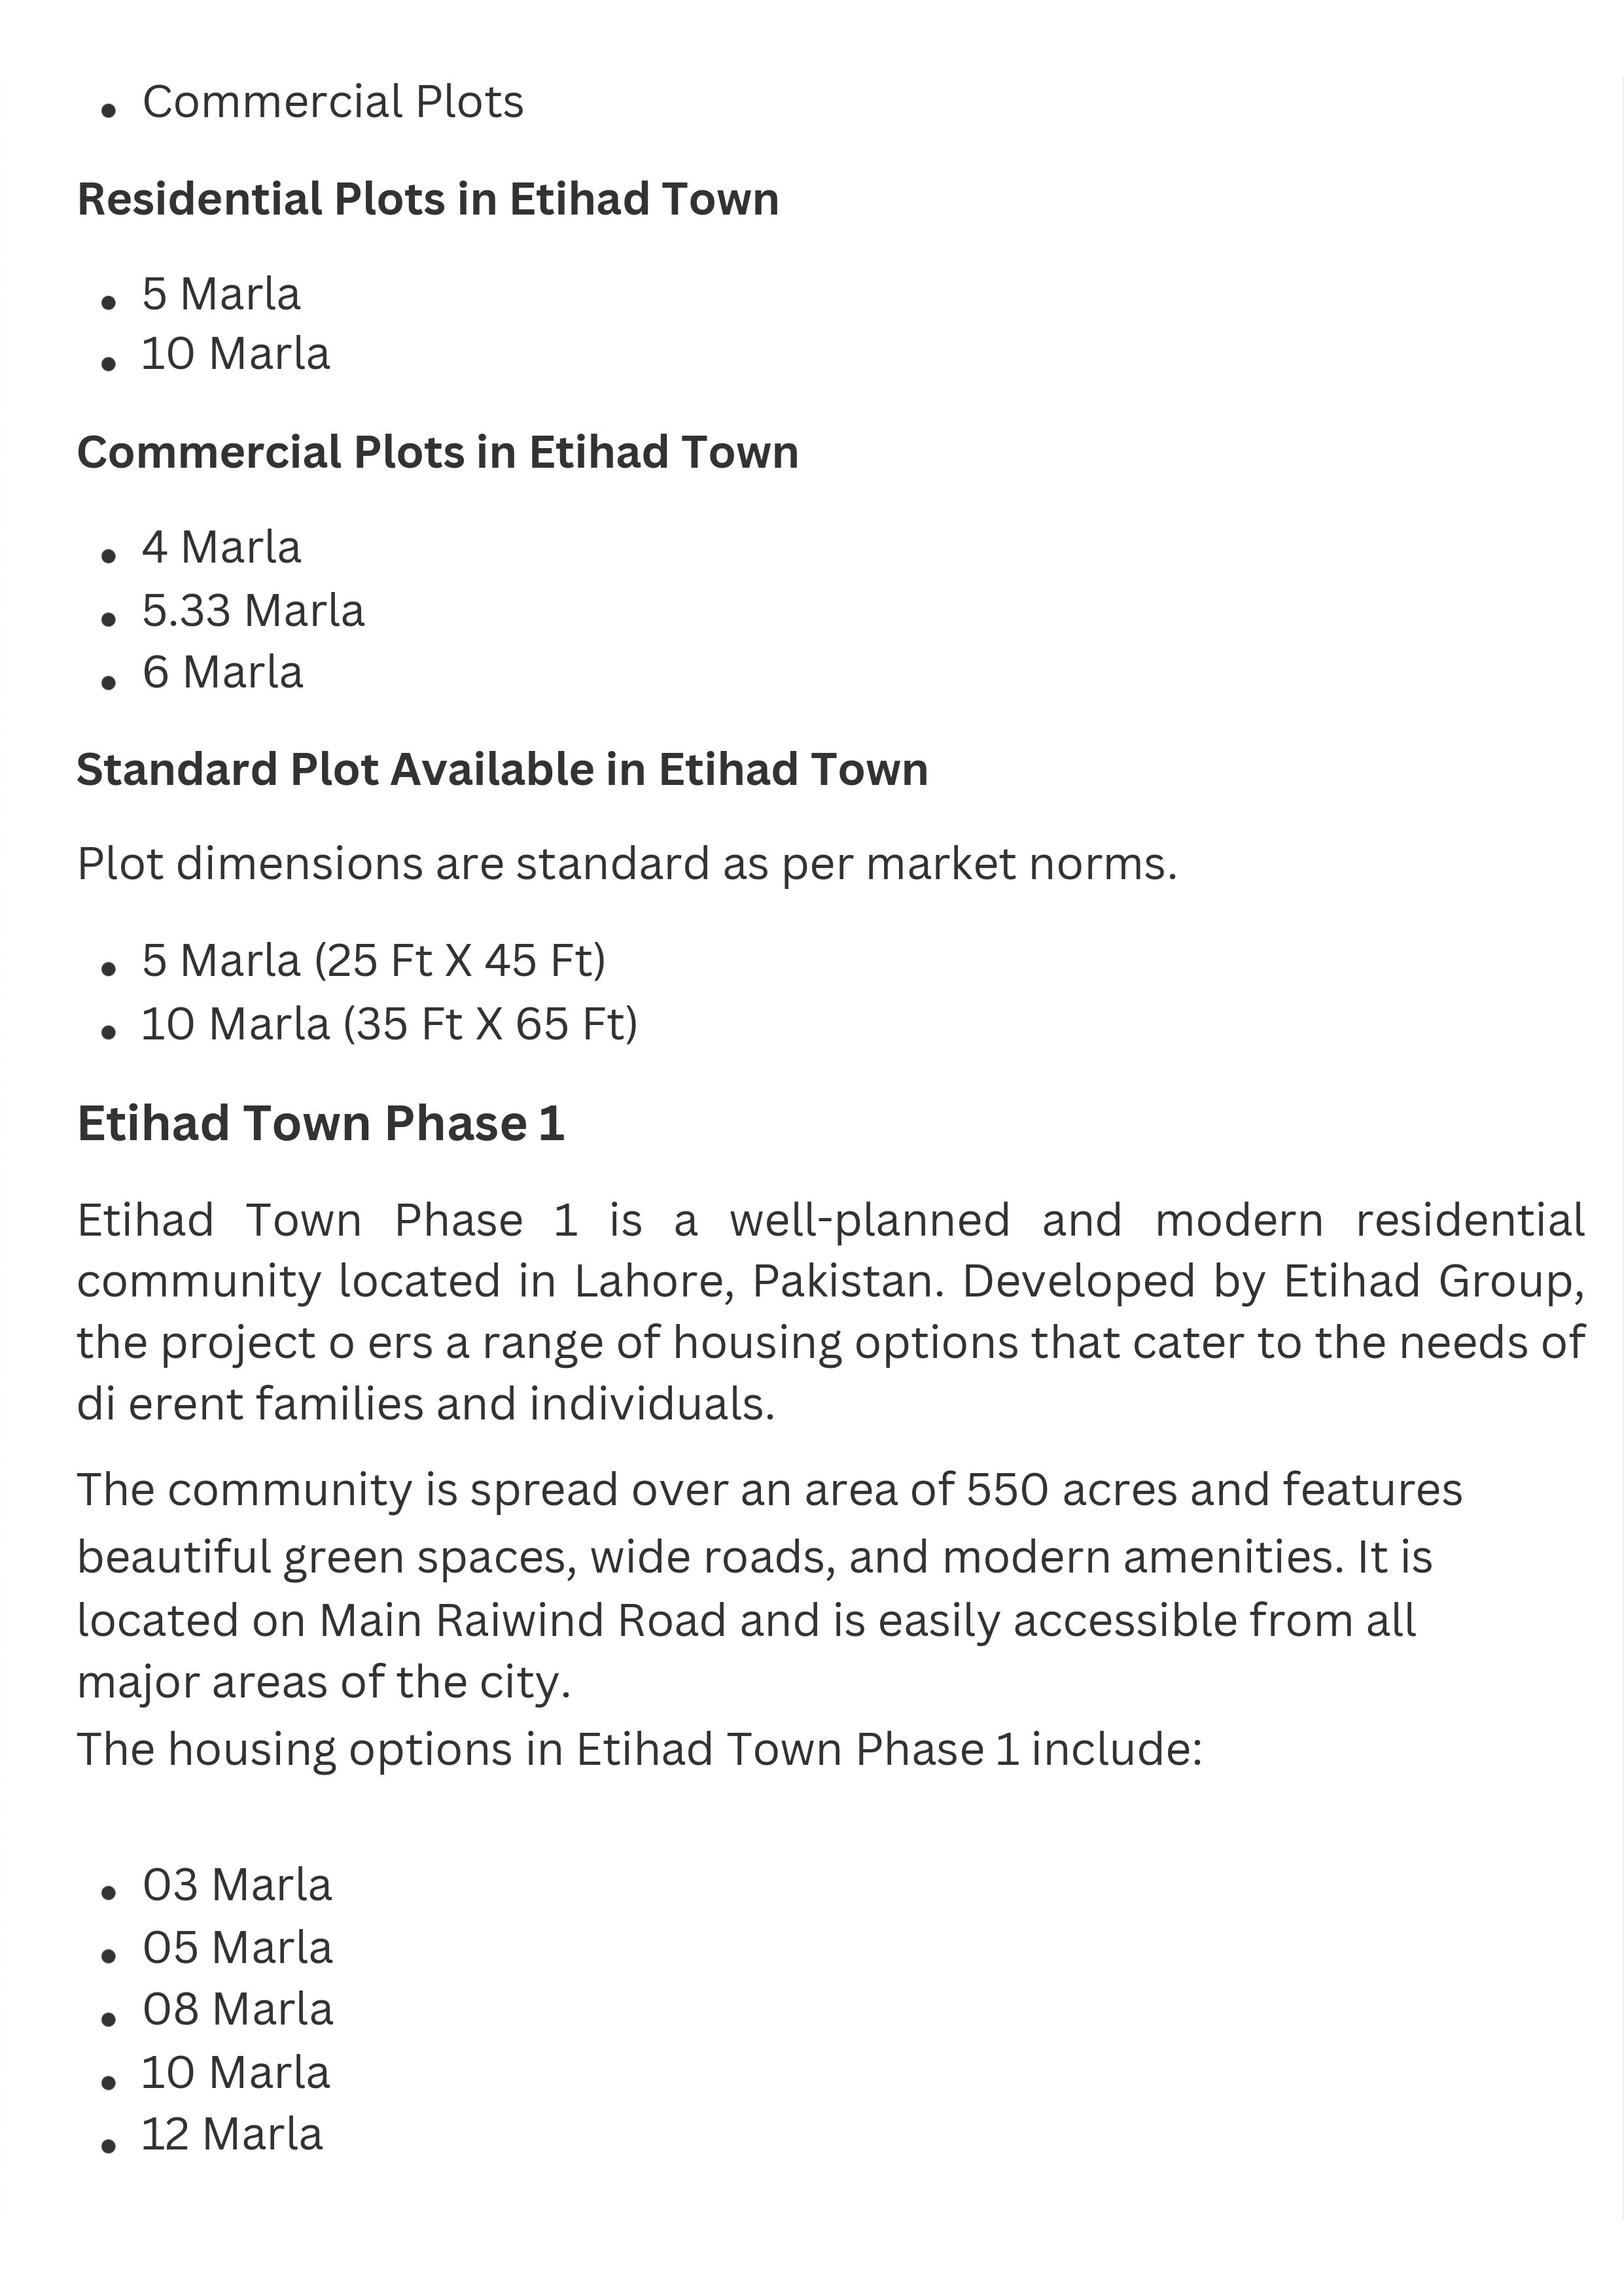 • Commercial Plots
Residential Plots in Etihad Town
• 5 Marla
• 10 Marla
Commercial Plots in Etihad Town
• 4 Marla
• 5.33 Marla
• 6 Marla
Standard Plot Available in Etihad Town
Plot dimensions are standard as per market norms.
• 5 Marla (25 Ft X 45 Ft)
• 10 Marla (35 Ft X 65 Ft)
Etihad Town Phase 1
Etihad Town Phase 1 is a well-planned and modern residential
community located in Lahore, Pakistan. Developed by Etihad Group,
the project o ers a range of housing options that cater to the needs of
di erent families and individuals.
The community is spread over an area of 550 acres and features
beautiful green spaces, wide roads, and modern amenities. It is
located on Main Raiwind Road and is easily accessible from all
major areas of the city.
The housing options in Etihad Town Phase 1 include:
• 03 Marla
• 05 Marla
• 08 Marla
• 10 Marla
• 12 Marla